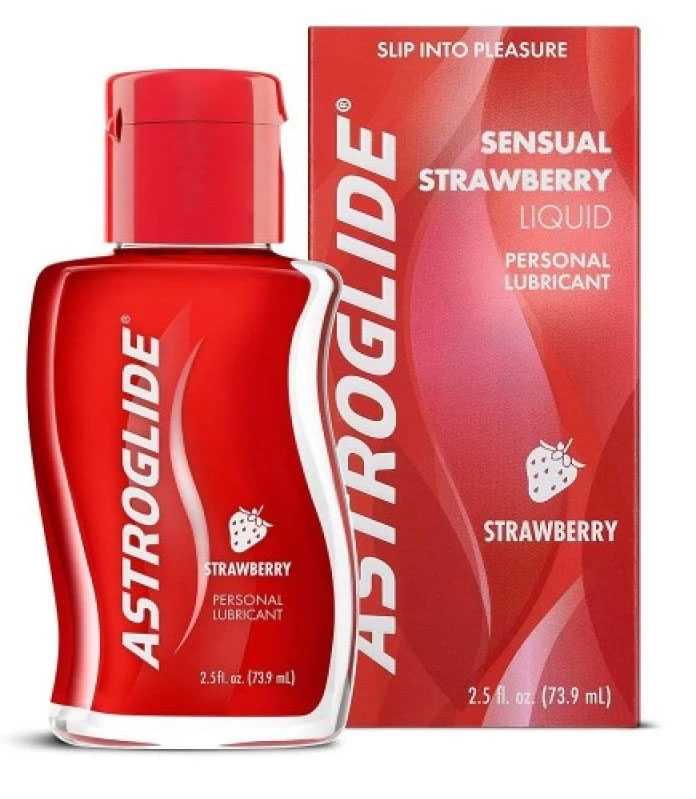 ASTROGLIDE®
STRAWBERRY
PERSONAL
LUBRICANT
2.5 fl. oz. (73.9 mL)
SLIP INTO PLEASURE
ASTROGLIDE®
SENSUAL
STRAWBERRY
LIQUID
PERSONAL
LUBRICANT
STRAWBERRY
2.5 fl. oz. (73.9 mL)